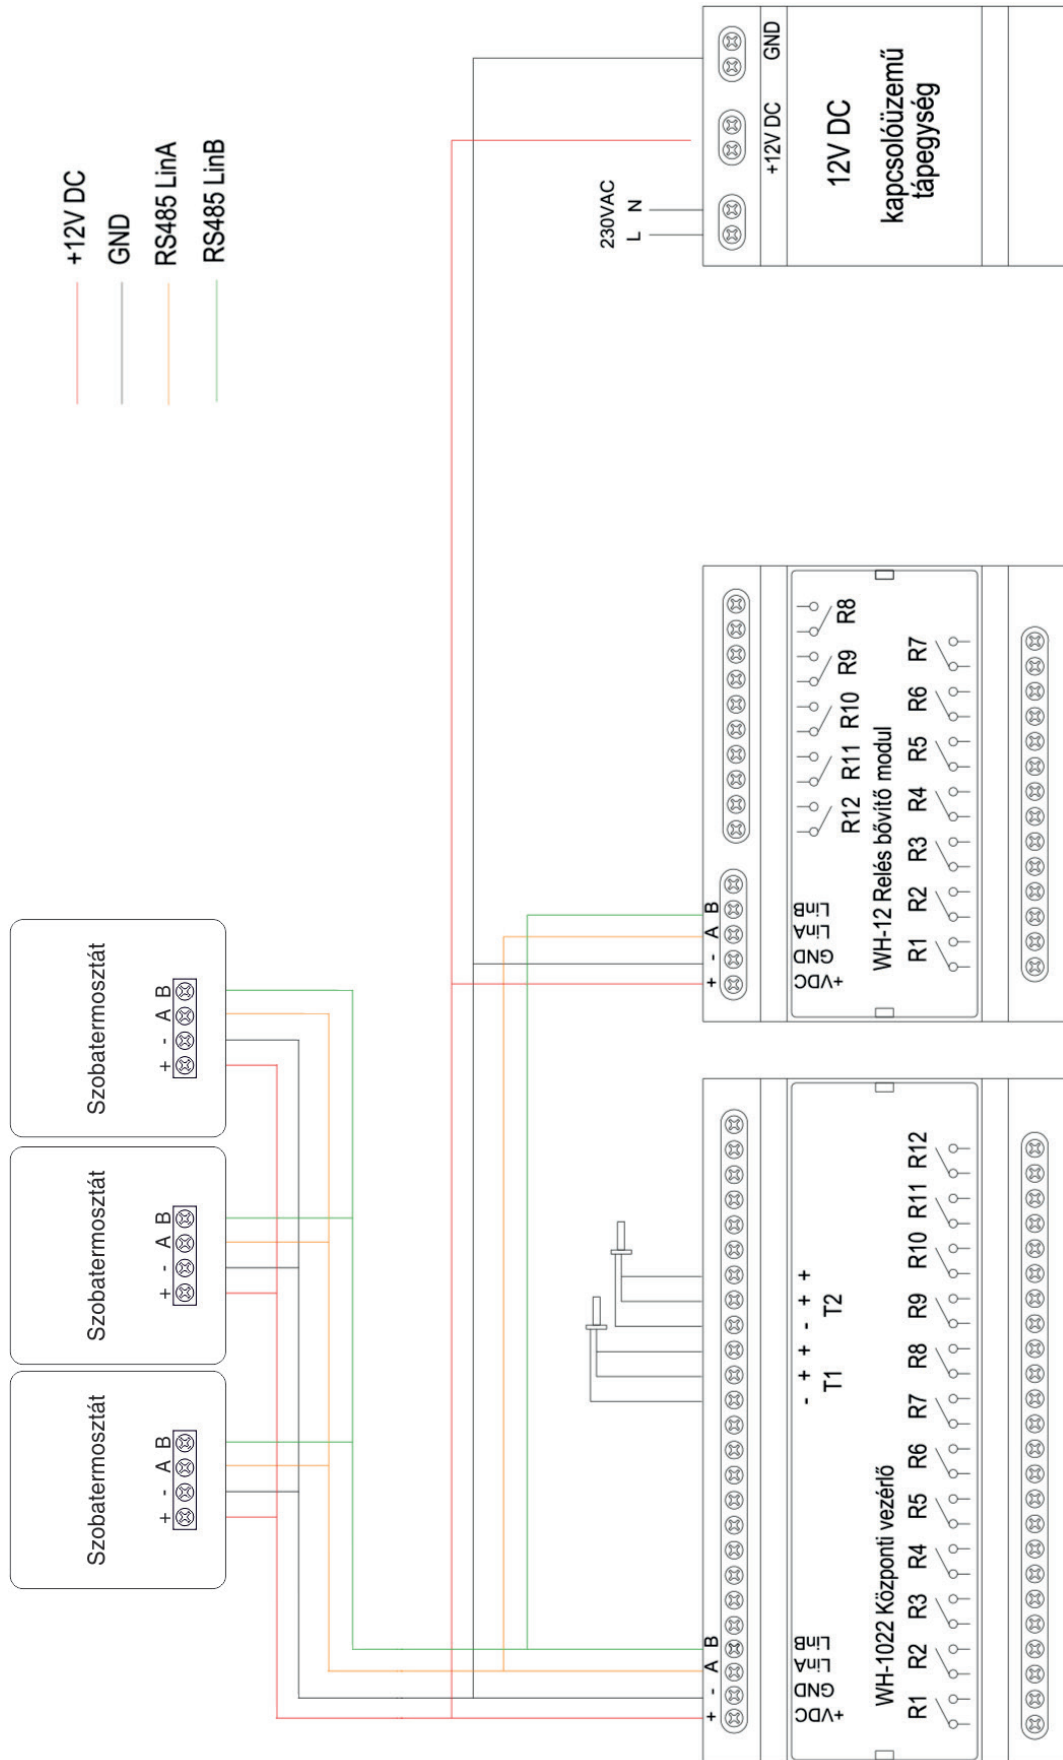 Szobatermosztát
+ - A B
Szobatermosztát
+ - A B
Szobatermosztát
+ - A B
+12V DC
GND
RS485 LinA
RS485 LinB
+ - A B
+VDC
GND
LinA
LinB
- + + - + +
T1 T2
WH-1022 Központi vezérlő
R1 R2 R3 R4 R5 R6 R7 R8 R9 R10 R11 R12
+ - A B
+VDC
GND
LinA
LinB
R12 R11 R10 R9 R8
WH-12 Relés bővítő modul
R1 R2 R3 R4 R5 R6 R7
230VAC
L N
+12V DC GND
12V DC
kapcsolóüzemű
tápegység